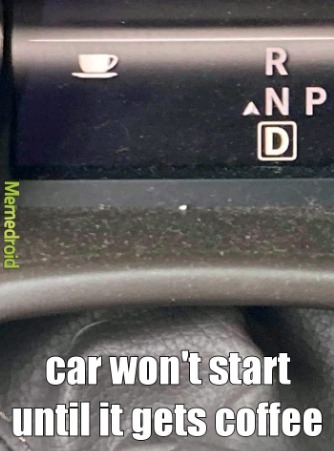 R
N P
D
Memedroid
car won't start
until it gets coffee